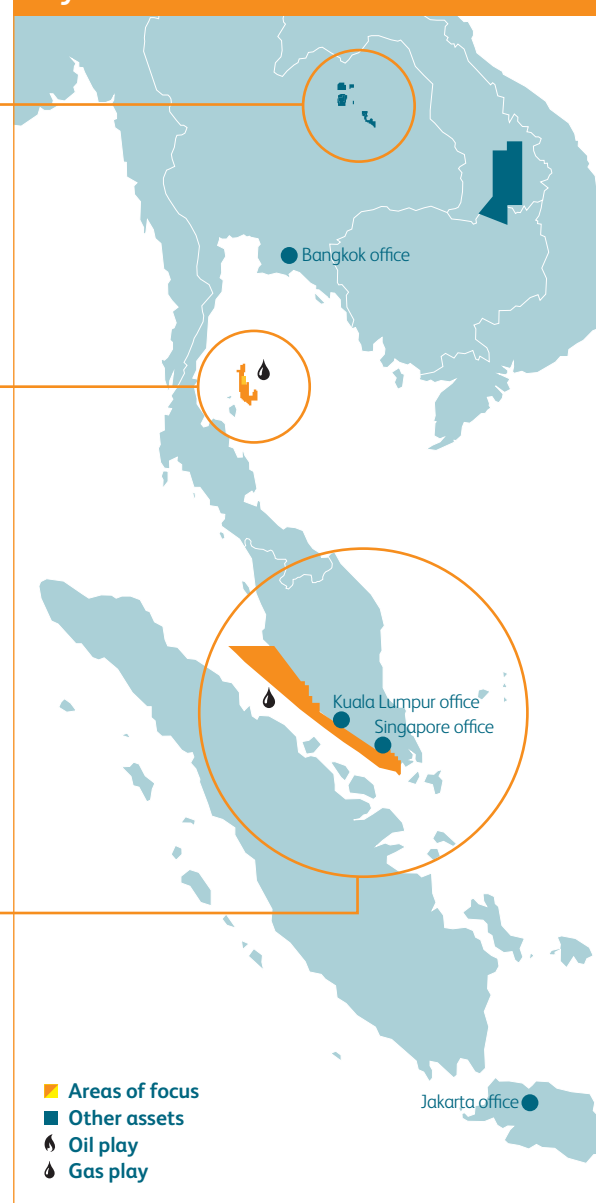 Bangkok office
Kuala Lumpur office
Singapore office
Areas of focus
Other assets
Jakarta office
Oil play
Gas play